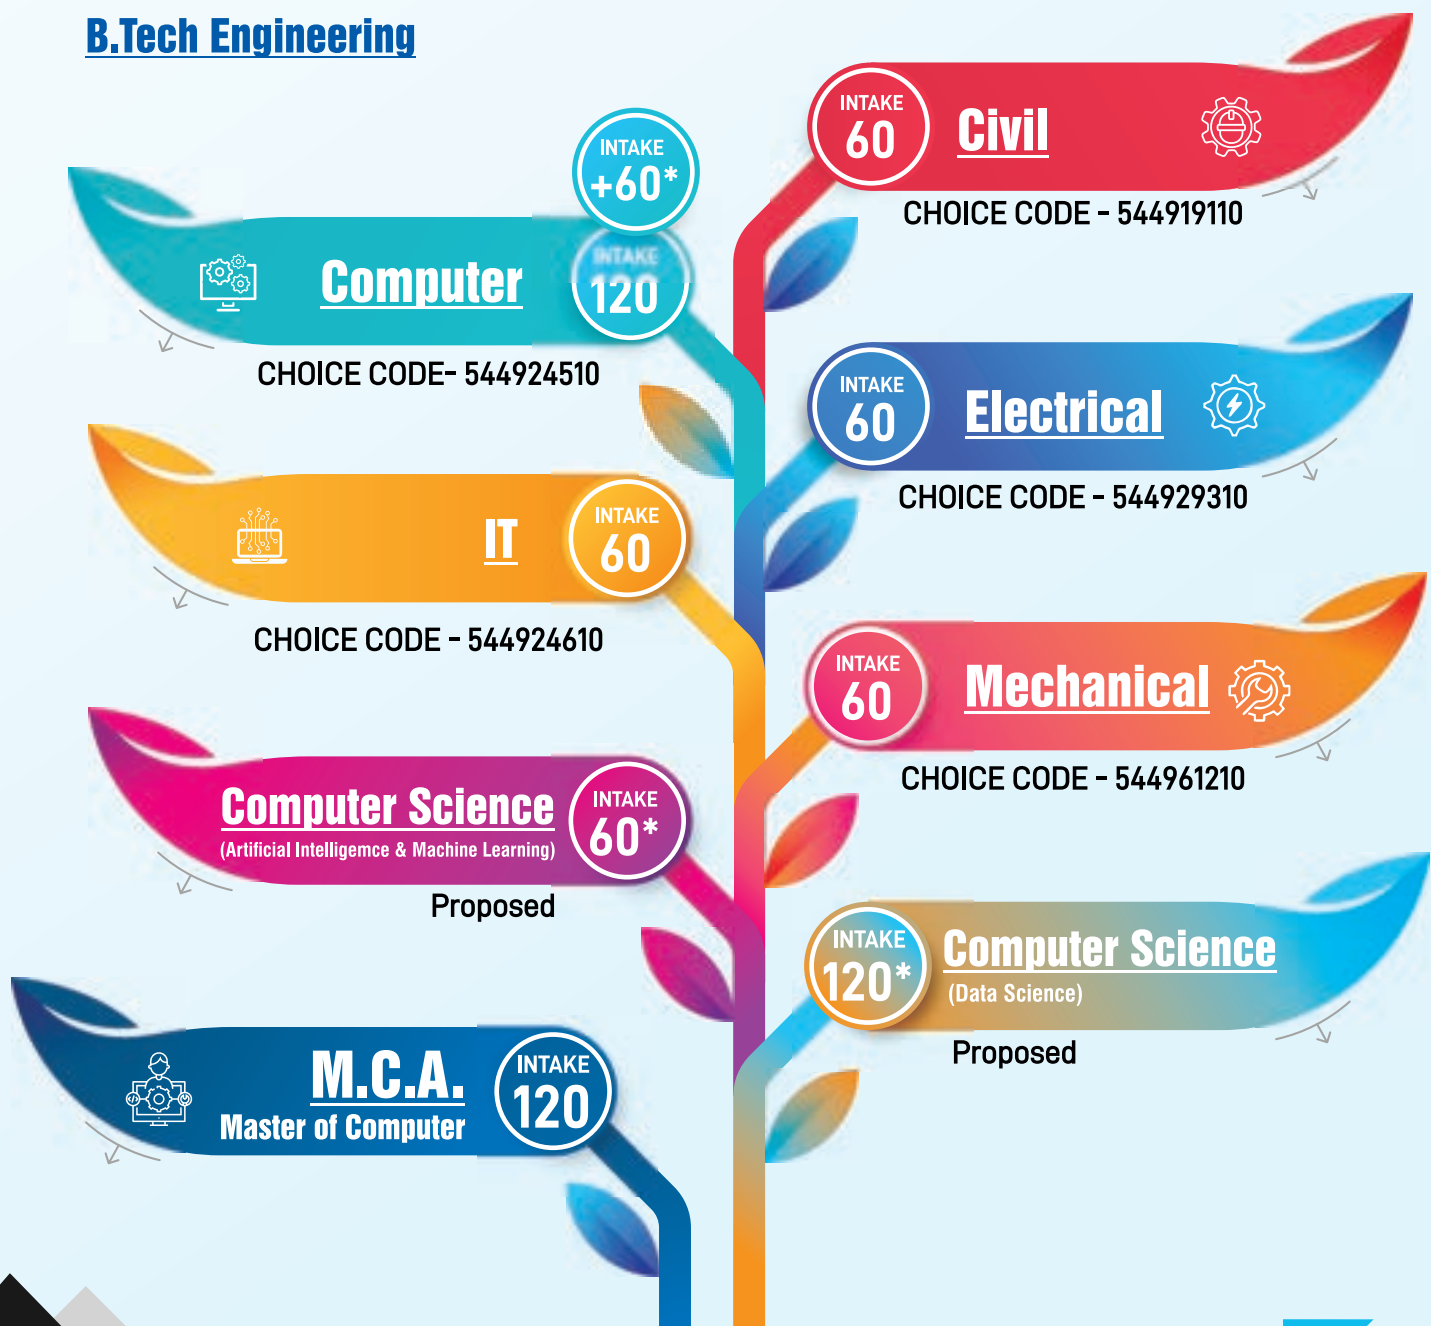 B.Tech Engineering
INTAKE
+60*
INTAKE
120
Computer
CHOICE CODE- 544924510
INTAKE
60
IT
CHOICE CODE - 544924610
Computer Science
(Artificial Intelligemce & Machine Learning)
INTAKE
60*
Proposed
M.C.A.
Master of Computer
INTAKE
120
INTAKE
60
Civil
CHOICE CODE - 544919110
INTAKE
60
Electrical
CHOICE CODE - 544929310
INTAKE
60
Mechanical
CHOICE CODE - 544961210
INTAKE
120*
Computer Science
(Data Science)
Proposed